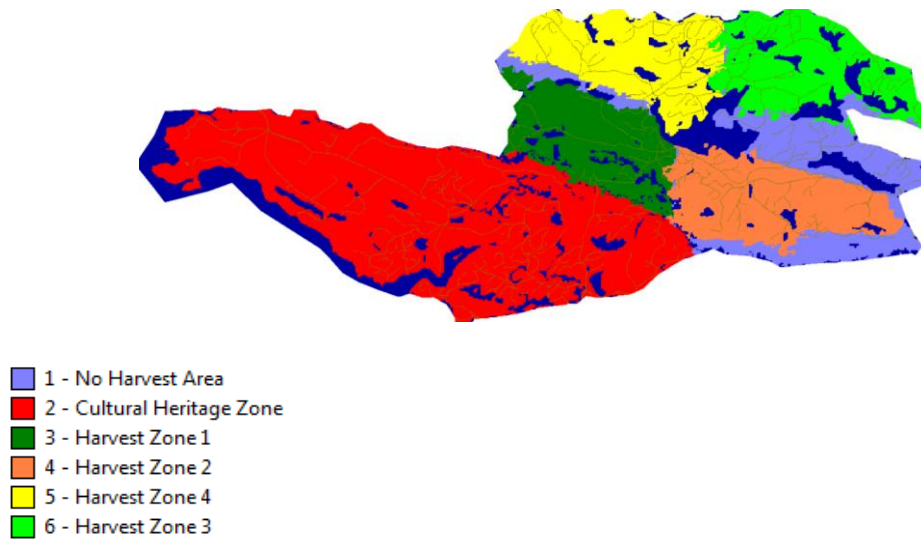 1 - No Harvest Area
2 - Cultural Heritage Zone
3 - Harvest Zone 1
4 - Harvest Zone 2
5 - Harvest Zone 4
6 - Harvest Zone 3